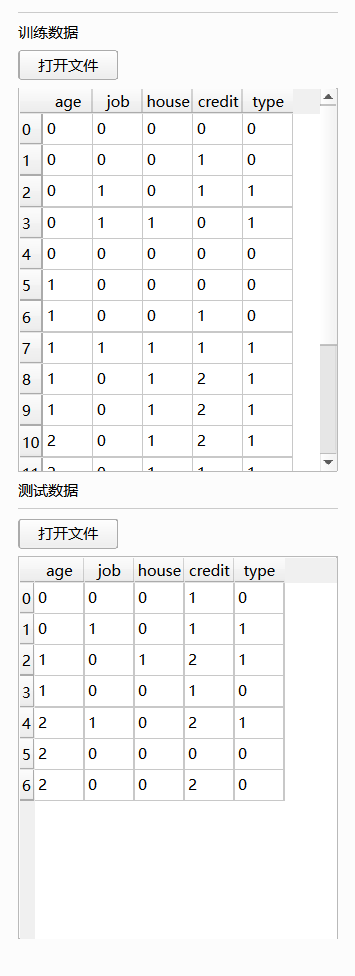 训练数据
打开文件
age job house credit type
0 0 0 0 0 0
1 0 0 0 1 0
2 0 1 0 1 1
3 0 1 1 0 1
4 0 0 0 0 0
5 1 0 0 0 0
6 1 0 0 1 0
7 1 1 1 1 1
8 1 0 1 2 1
9 1 0 1 2 1
10 2 0 1 2 1
11 2 0 1 1 1
测试数据
打开文件
age job house credit type
0 0 0 0 1 0
1 0 1 0 1 1
2 1 0 1 2 1
3 1 0 0 1 0
4 2 1 0 2 1
5 2 0 0 0 0
6 2 0 0 2 0